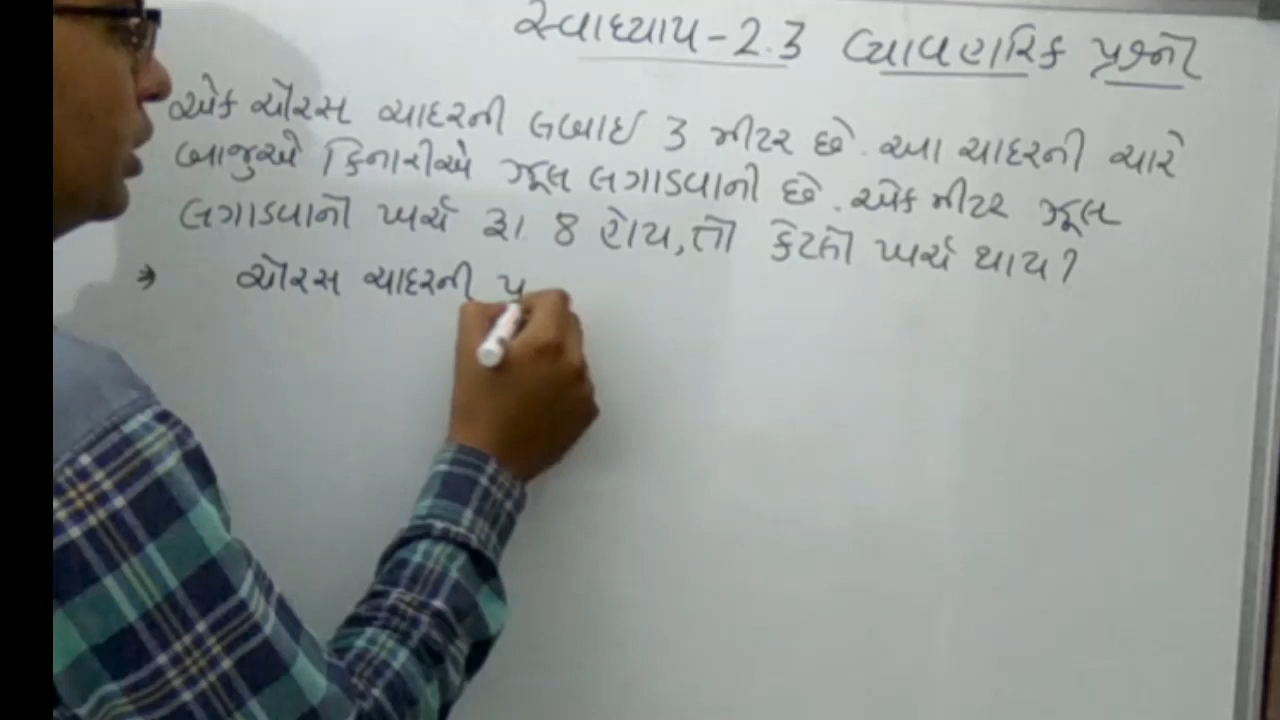 સ્વાધ્યાય-2.3 વ્યાવહારિક પ્રશ્નો
એક ચોરસ ચાદરની લંબાઇ 3 મીટર છે. આ ચાદરની ચારે
બાજુએ કિનારીએ ઝૂલ લગાડવાની છે. એક મીટર ઝૂલ
લગાડવાનો ખર્ચ રૂા 8 હોય, તો કેટલો ખર્ચ થાય?
⇒ ચોરસ ચાદરની પ